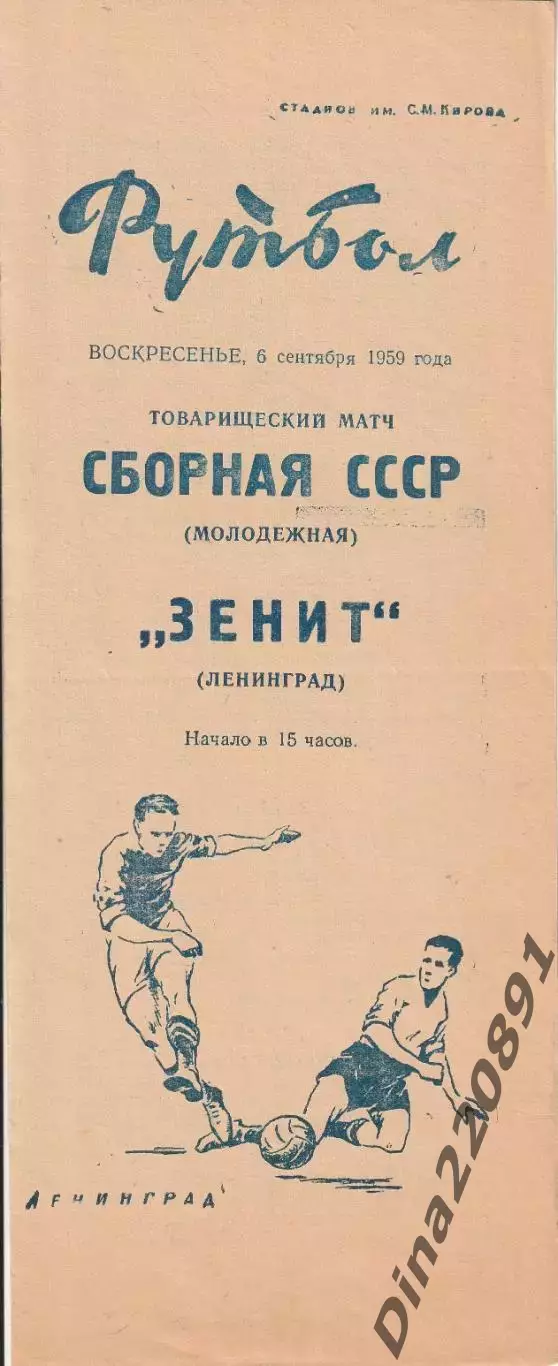 СТАДИОН им. С.М.Кирова
Футбол
ВОСКРЕСЕНЬЕ, 6 сентября 1959 года
ТОВАРИЩЕСКИЙ МАТЧ
СБОРНАЯ СССР
(МОЛОДЕЖНАЯ)
„ЗЕНИТ“
(ЛЕНИНГРАД)
Начало в 15 часов.
ЛЕНИНГРАД
Dina220891